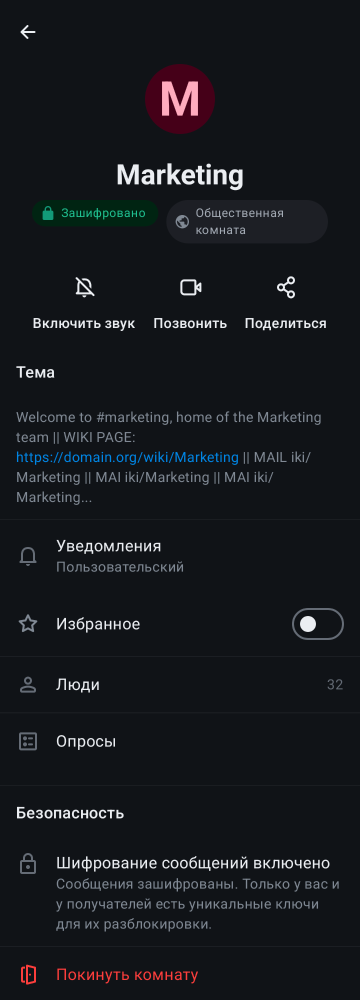 M
Marketing
Зашифровано
Общественная
комната
Включить звук
Позвонить
Поделиться
Тема
Welcome to #marketing, home of the Marketing
team || WIKI PAGE:
https://domain.org/wiki/Marketing || MAIL iki/
Marketing || MAI iki/Marketing || MAI iki/
Marketing...
Уведомления
Пользовательский
Избранное
Люди 32
Опросы
Безопасность
Шифрование сообщений включено
Сообщения зашифрованы. Только у вас и
у получателей есть уникальные ключи
для их разблокировки.
Покинуть комнату